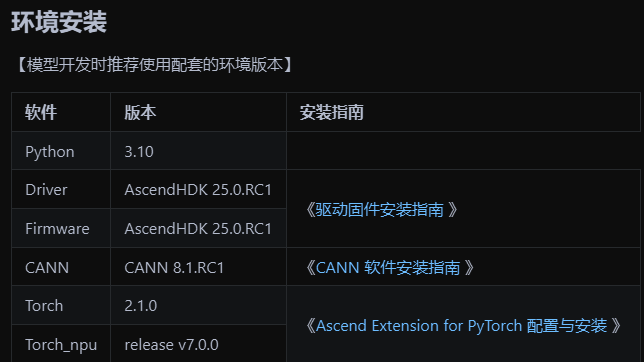 环境安装
【模型开发时推荐使用配套的环境版本】
软件 版本 安装指南
Python 3.10
Driver AscendHDK 25.0.RC1
《驱动固件安装指南 》
Firmware AscendHDK 25.0.RC1
CANN CANN 8.1.RC1 《CANN 软件安装指南 》
Torch 2.1.0
《Ascend Extension for PyTorch 配置与安装 》
Torch_npu release v7.0.0